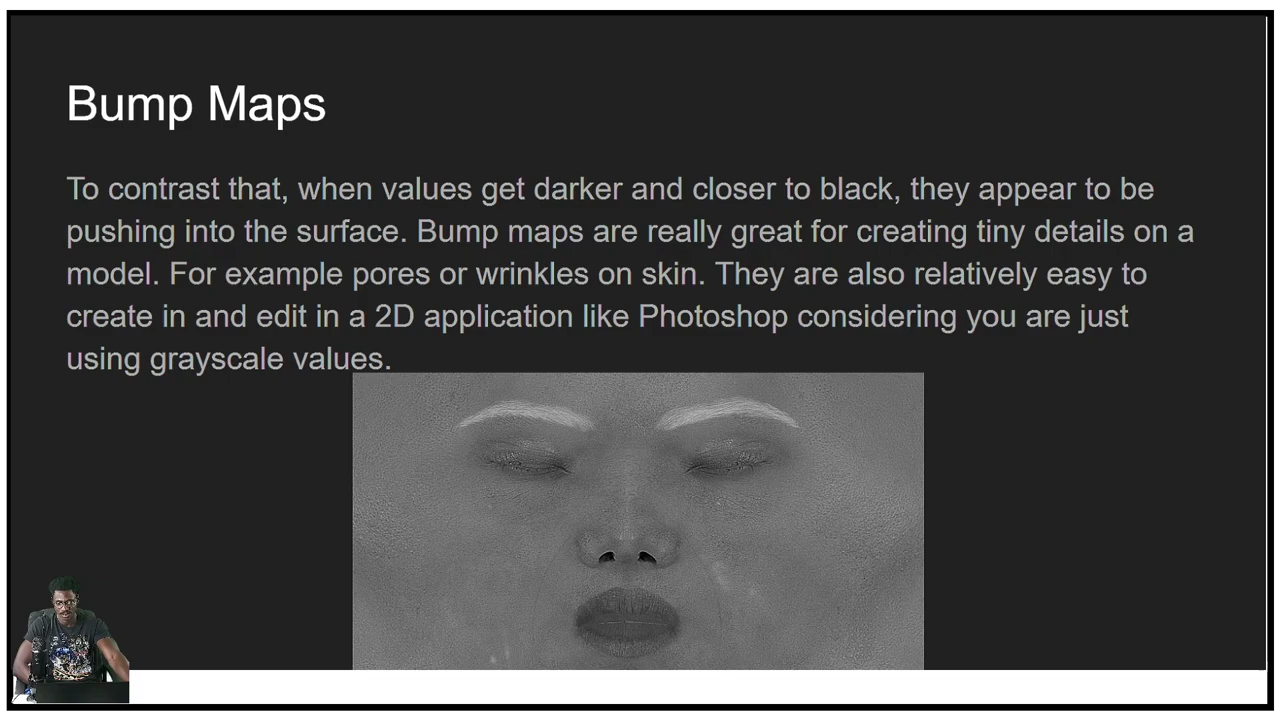 Bump Maps
To contrast that, when values get darker and closer to black, they appear to be
pushing into the surface. Bump maps are really great for creating tiny details on a
model. For example pores or wrinkles on skin. They are also relatively easy to
create in and edit in a 2D application like Photoshop considering you are just
using grayscale values.